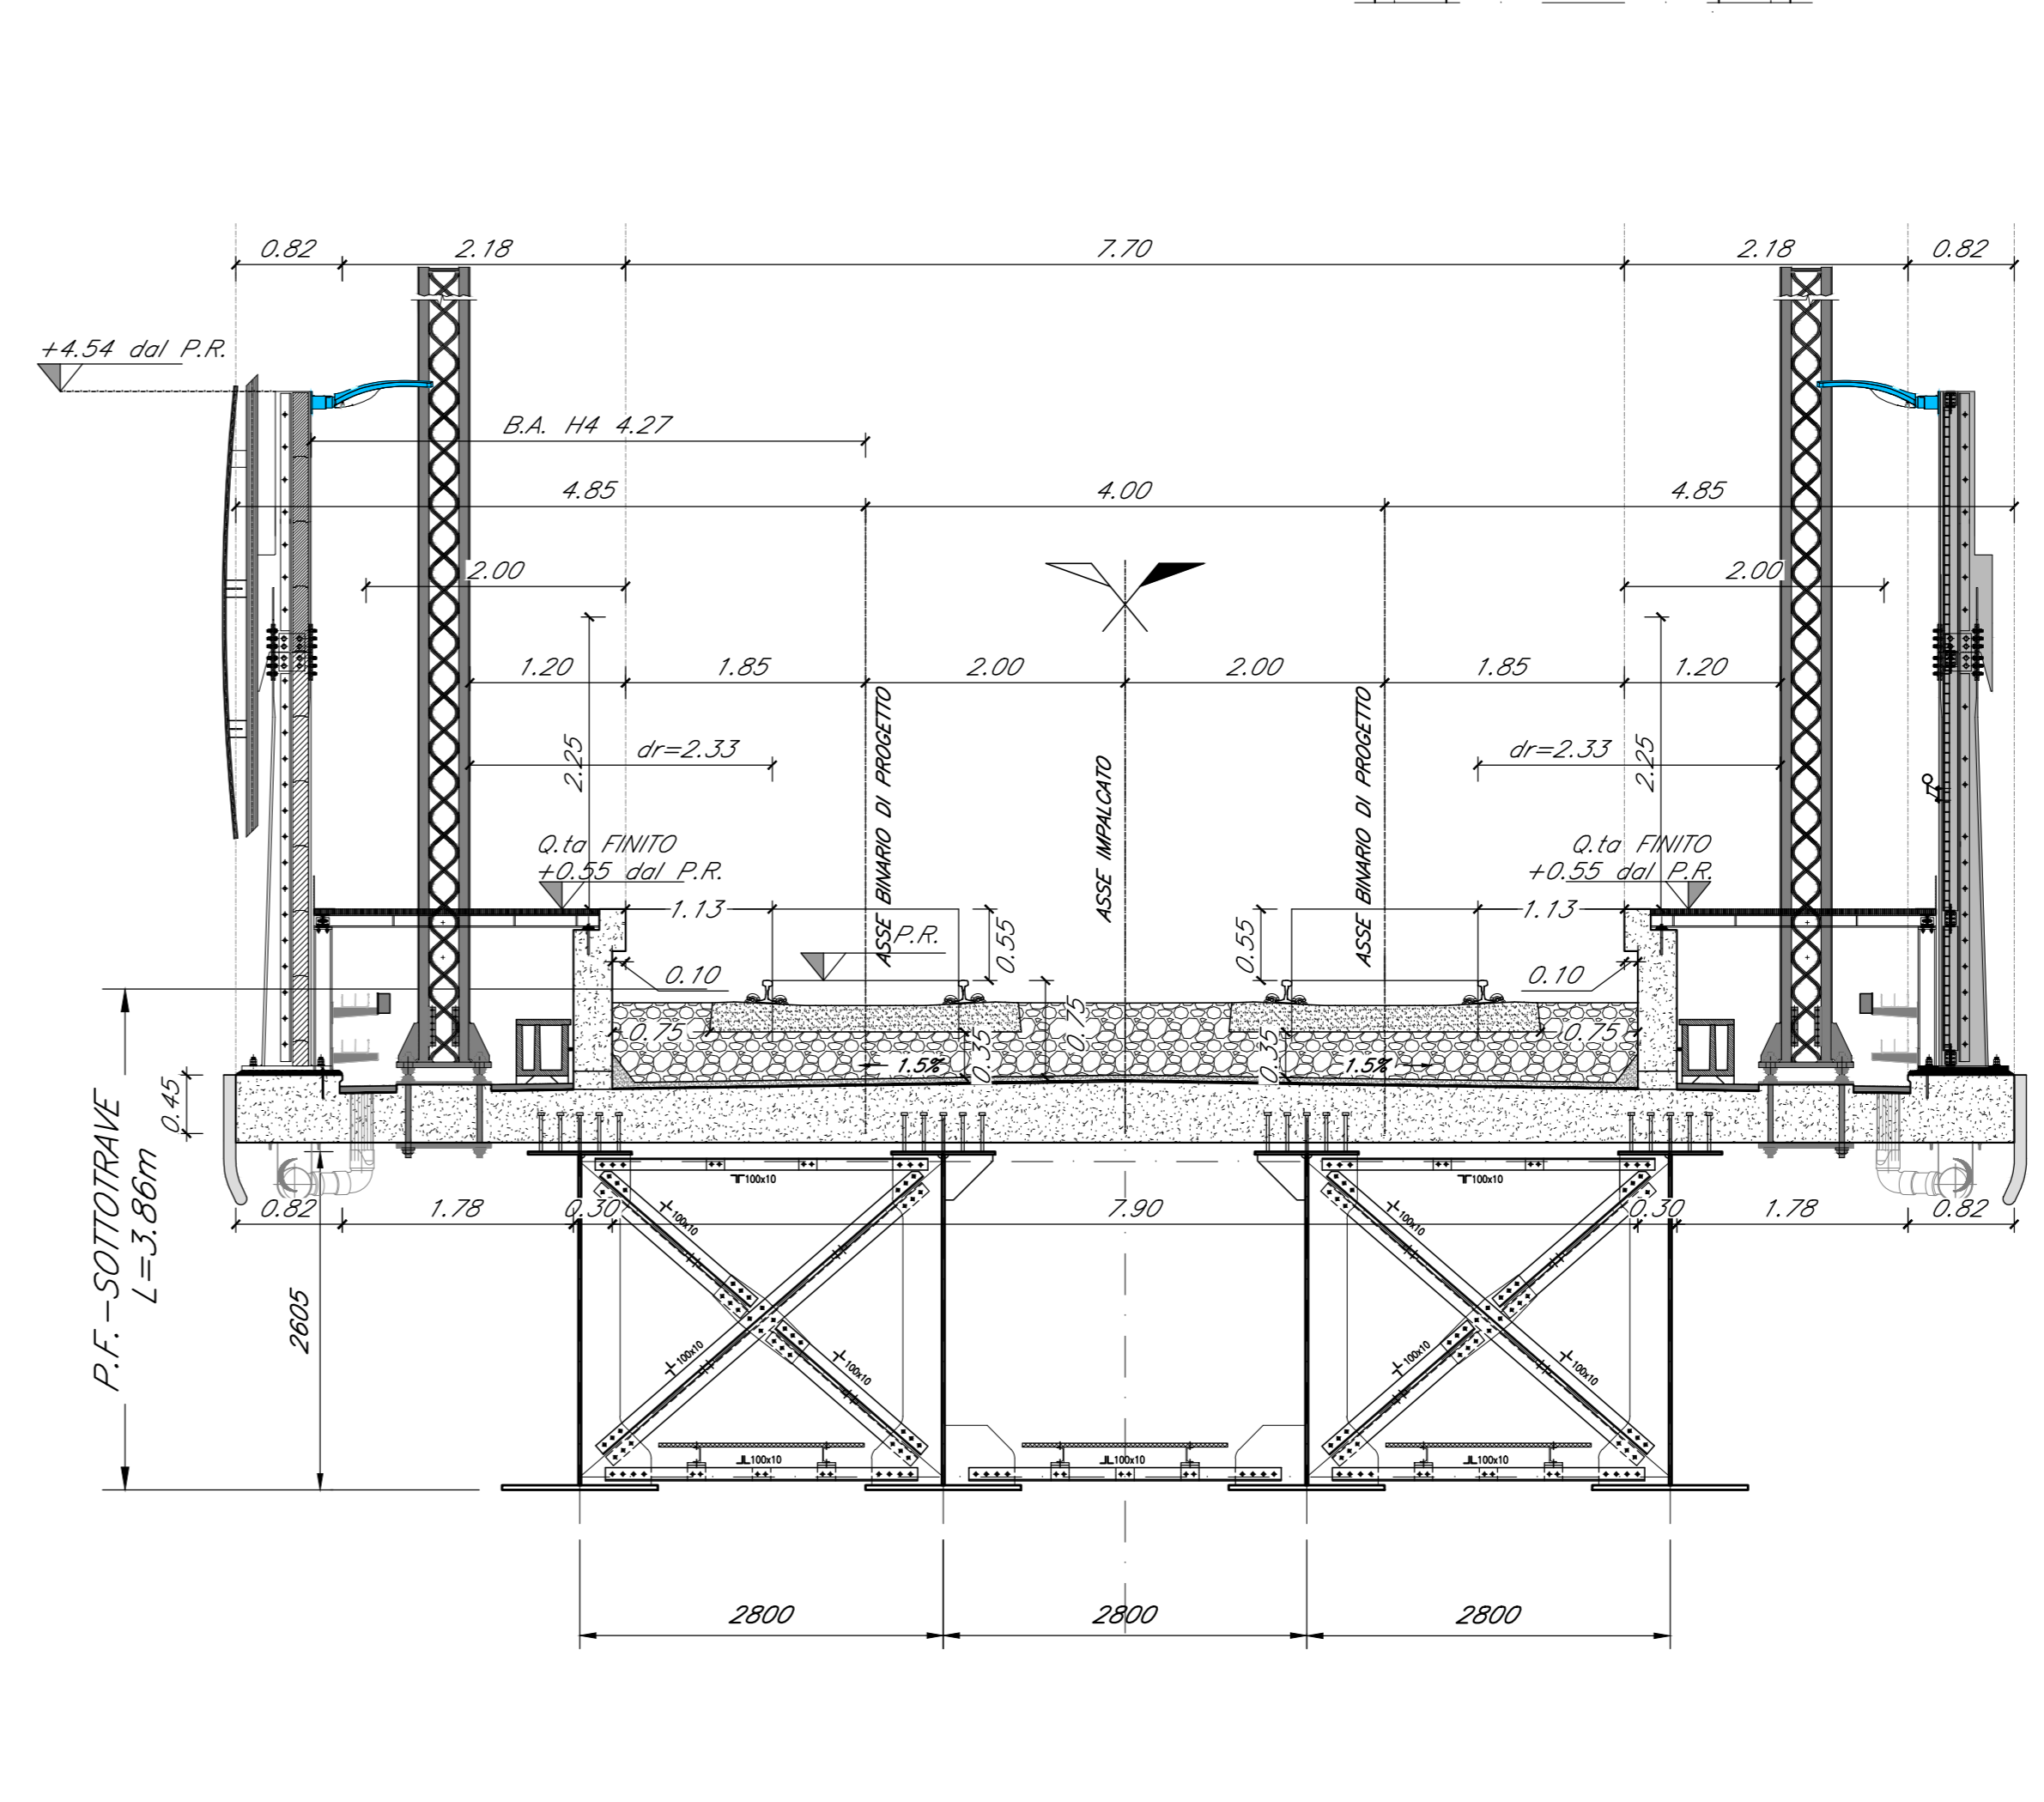 0.82 2.18 7.70 2.18 0.82
+4.54 dal P.R.
B.A. H4 4.27
4.85 4.00 4.85
2.00 2.00
1.20 1.85 2.00 2.00 1.85 1.20
ASSE BINARIO DI PROGETTO
ASSE IMPALCATO
ASSE BINARIO DI PROGETTO
2.25 dr=2.33 dr=2.33 2.25
Q.ta FINITO
+0.55 dal P.R.
Q.ta FINITO
+0.55 dal P.R.
1.13 1.13
P.R.
0.55 0.55
0.10 0.10
0.75 0.35 0.75 0.35 0.75
1.5% 1.5%
0.45
P.F.-SOTTOTRAVE
L=3.86m
2605
100x10 100x10
0.82 1.78 0.30 7.90 0.30 1.78 0.82
100x10 100x10
100x10 100x10 100x10 100x10
100x10 100x10 100x10
2800 2800 2800